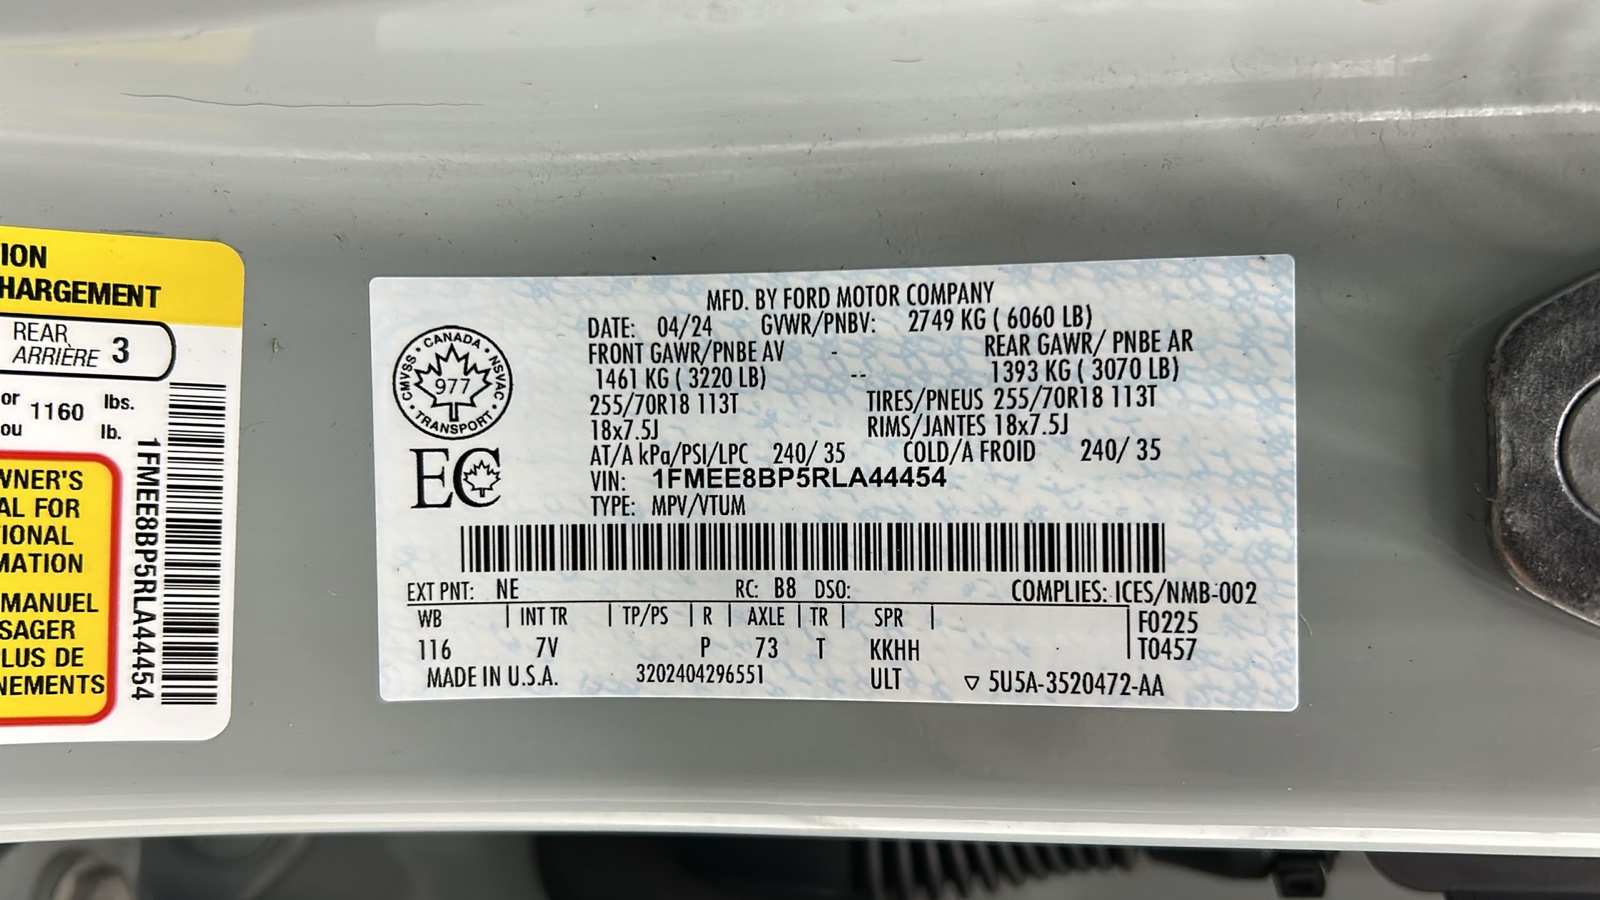 ION
HARGEMENT
REAR
ARRIÈRE 3
or 1160 lbs.
ou lb.
WNER'S
AL FOR
IONAL
MATION
MANUEL
SAGER
LUS DE
NEMENTS
1FMEE8BP5RLA44454
MFD. BY FORD MOTOR COMPANY
DATE: 04/24 GVWR/PNBV: 2749 KG ( 6060 LB)
FRONT GAWR/PNBE AV - REAR GAWR/ PNBE AR
1461 KG ( 3220 LB) -- 1393 KG ( 3070 LB)
255/70R18 113T TIRES/PNEUS 255/70R18 113T
18x7.5J RIMS/JANTES 18x7.5J
AT/A kPa/PSI/LPC 240/ 35 COLD/A FROID 240/ 35
VIN: 1FMEE8BP5RLA44454
TYPE: MPV/VTUM
CANADA
CMVSS · NSVAC
977
TRANSPORT
EC
EXT PNT: NE RC: B8 DSO: COMPLIES: ICES/NMB-002
WB | INT TR | TP/PS | R | AXLE | TR | SPR | F0225
116 7V P 73 T KKHH T0457
MADE IN U.S.A. 3202404296551 ULT ▽ 5U5A-3520472-AA